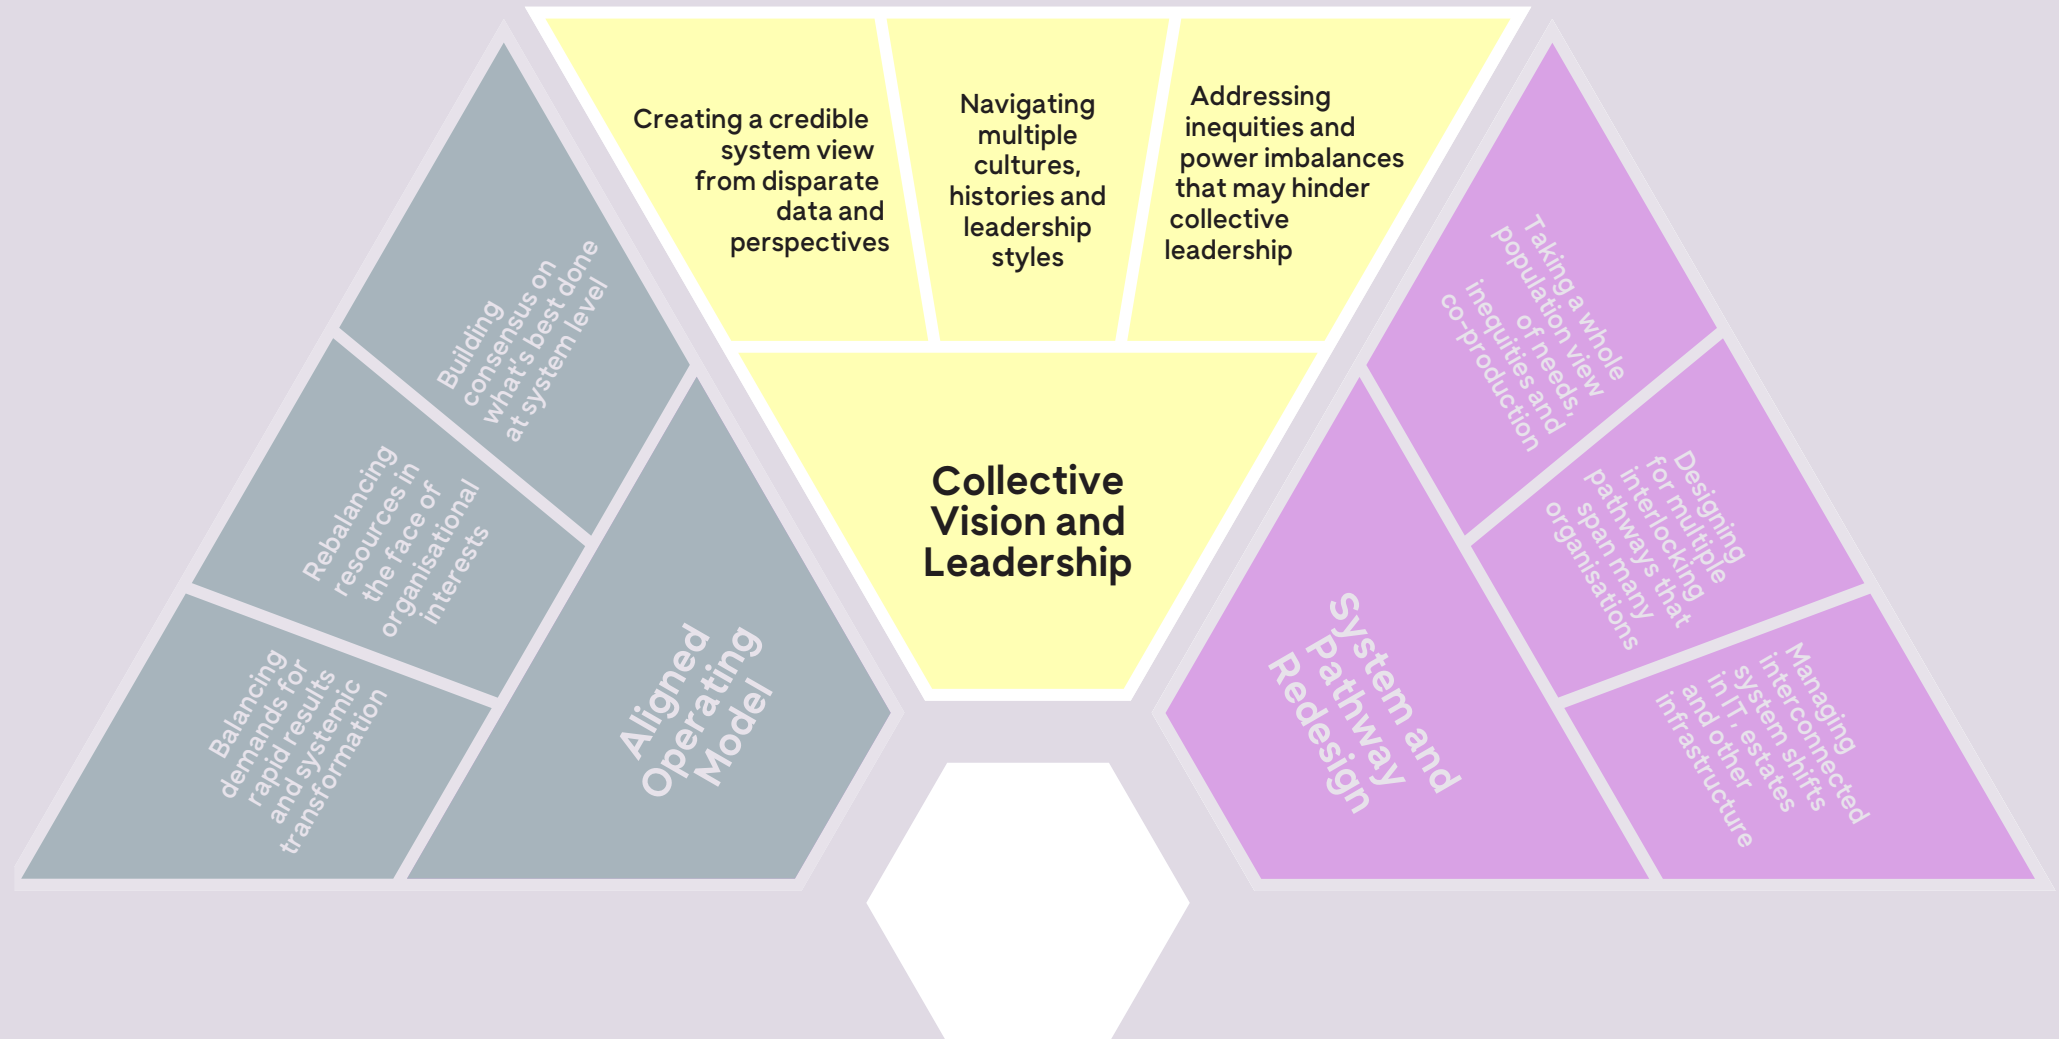 Creating a credible
system view
from disparate
data and
perspectives
Navigating
multiple
cultures,
histories and
leadership
styles
Addressing
inequities and
power imbalances
that may hinder
collective
leadership
Collective
Vision and
Leadership
Building
consensus on
what's best done
at system level
Rebalancing
resources in
the face of
organisational
interests
Balancing
demands for
rapid results
and systemic
transformation
Aligned
Operating
Model
Taking a whole
population view
of needs,
inequities and
co-production
Designing
for multiple
interlocking
pathways that
span many
organisations
Managing
interconnected
system shifts
in IT, estates
and other
infrastructure
System and
Pathway
Redesign